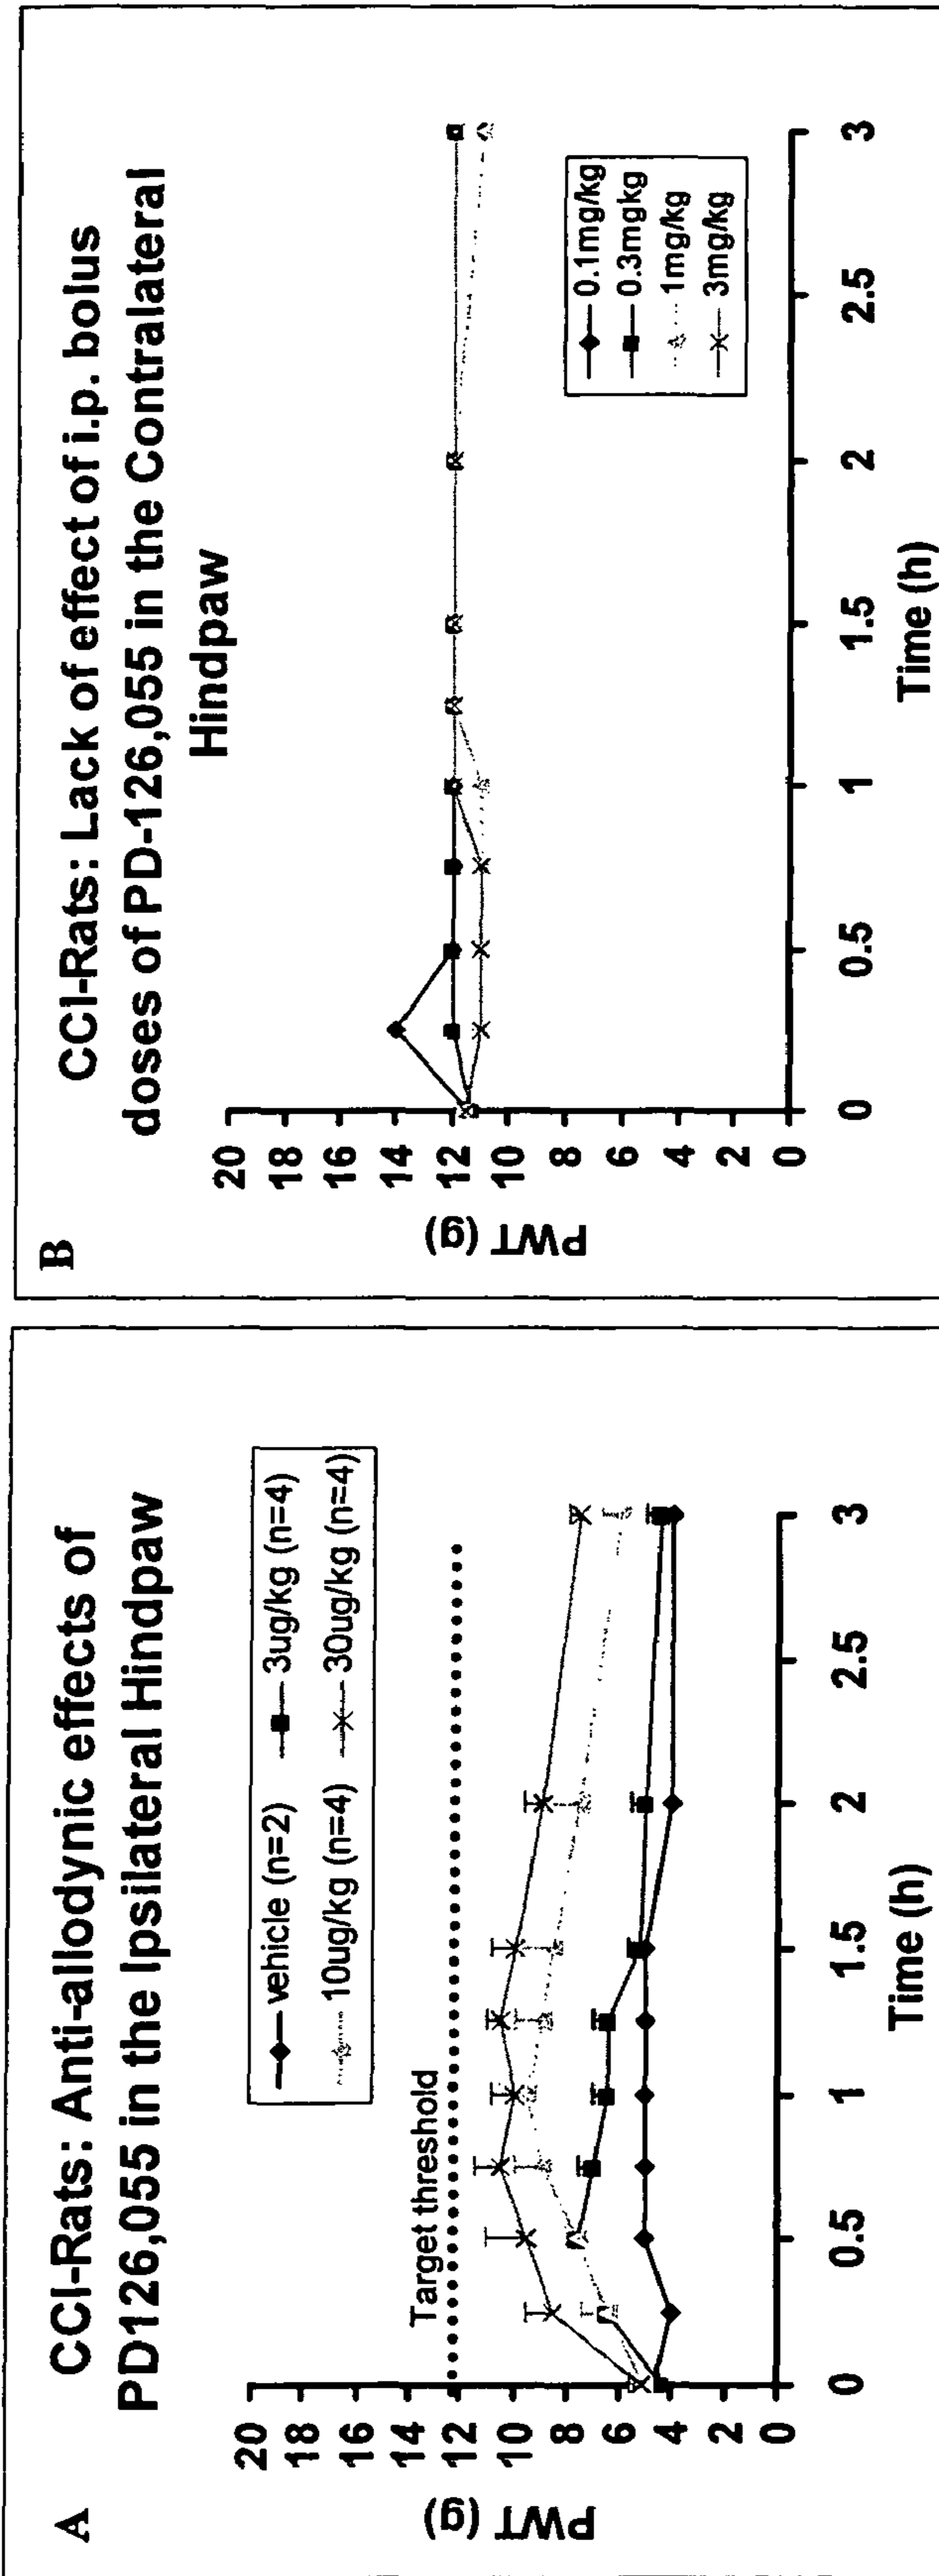 A
CCI-Rats: Anti-allodynic effects of
PD126,055 in the Ipsilateral Hindpaw
vehicle (n=2)
3ug/kg (n=4)
10ug/kg (n=4)
30ug/kg (n=4)
Target threshold
PWT (g)
20
18
16
14
12
10
8
6
4
2
0
0
0.5
1
1.5
2
2.5
3
Time (h)
B
CCI-Rats: Lack of effect of i.p. bolus
doses of PD-126,055 in the Contralateral
Hindpaw
PWT (g)
20
18
16
14
12
10
8
6
4
2
0
0.1mg/kg
0.3mgkg
1mg/kg
3mg/kg
0
0.5
1
1.5
2
2.5
3
Time (h)